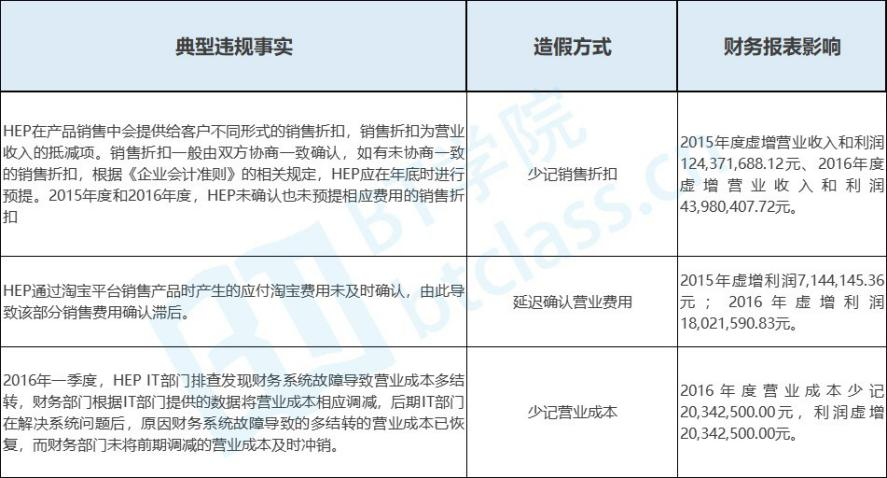 典型违规事实
造假方式
财务报表影响
HEP在产品销售中会提供给客户不同形式的销售折扣，销售折扣为营业
收入的抵减项。销售折扣一般由双方协商一致确认，如有未协商一致
的销售折扣，根据《企业会计准则》的相关规定，HEP应在年底时进行
预提。2015年度和2016年度，HEP未确认也未预提相应费用的销售折
扣
少记销售折扣
2015年度虚增营业收入和利润
124,371,688.12元、2016年度
虚增营业收入和利润
43,980,407.72元。
HEP通过淘宝平台销售产品时产生的应付淘宝费用未及时确认，由此导
致该部分销售费用确认滞后。
延迟确认营业费用
2015年虚增利润7,144,145.36
元；2016年虚增利润
18,021,590.83元。
2016年一季度，HEP IT部门排查发现财务系统故障导致营业成本多结
转，财务部门根据IT部门提供的数据将营业成本相应调减，后期IT部门
在解决系统问题后，原因财务系统故障导致的多结转的营业成本已恢
复，而财务部门未将前期调减的营业成本及时冲销。
少记营业成本
2016年度营业成本少记
20,342,500.00元，利润虚增
20,342,500.00元。
BT学院
btclass.cn